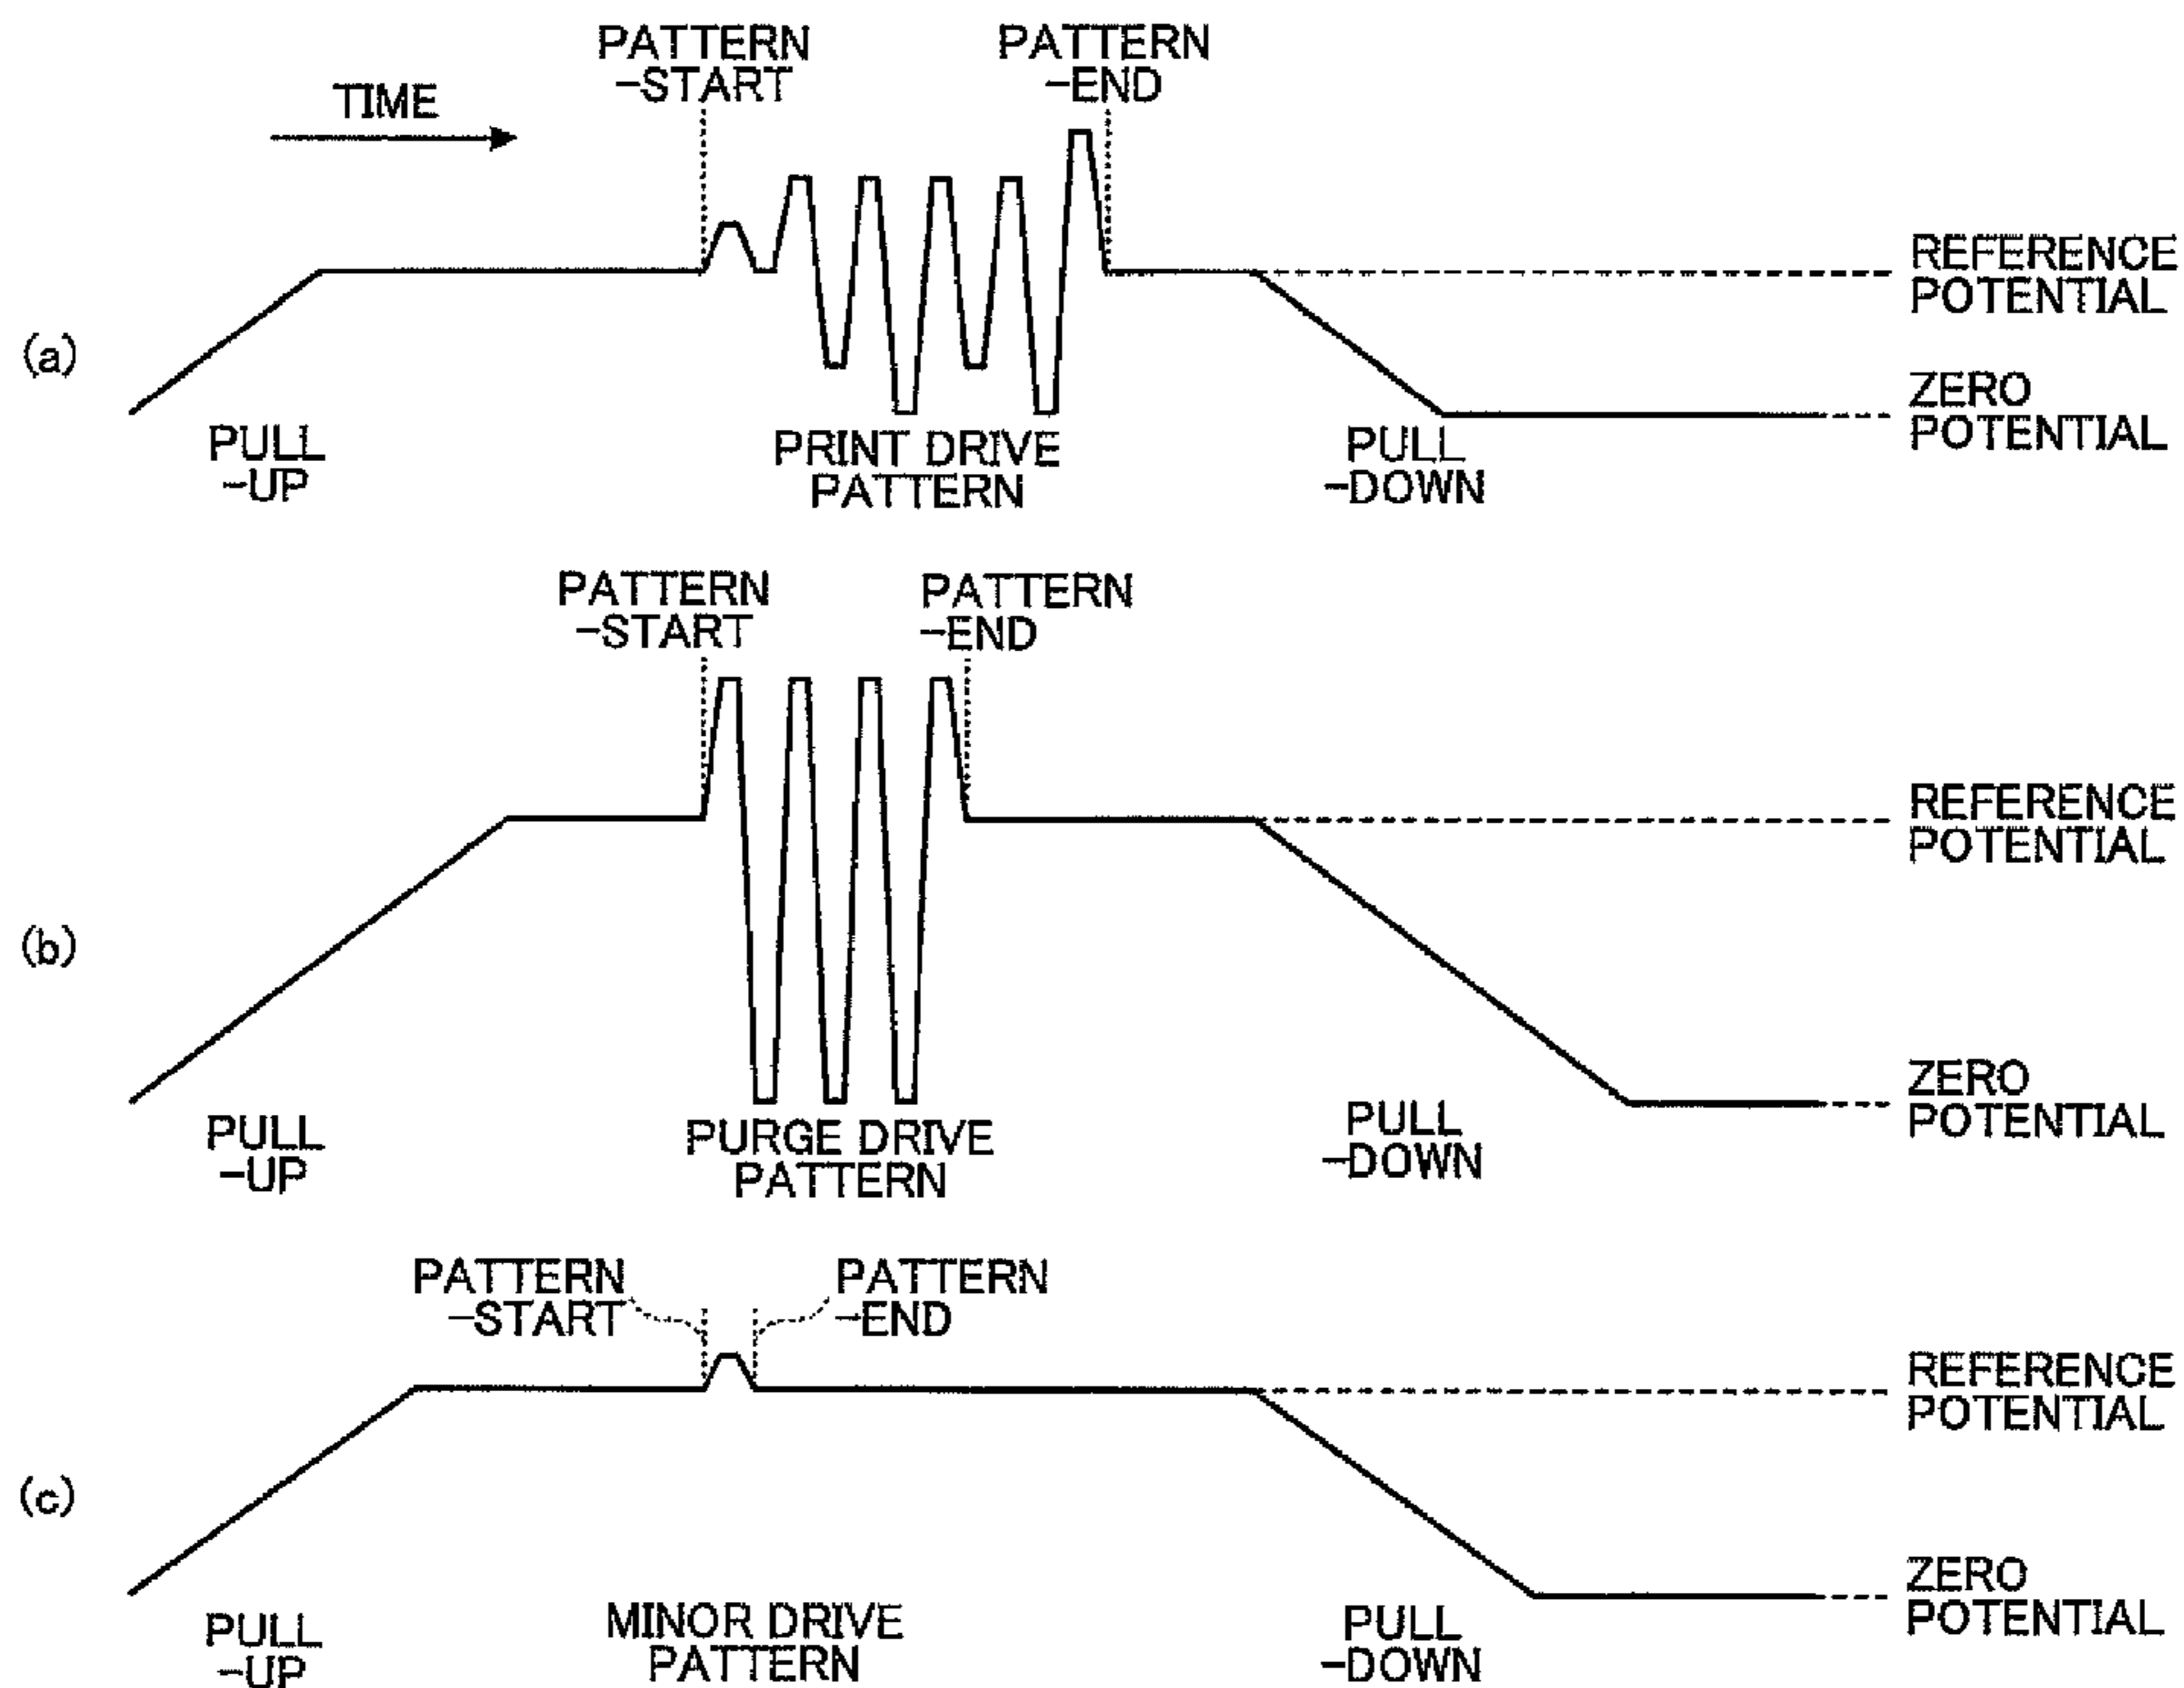 PATTERN
-START
PATTERN
-END
TIME
REFERENCE
POTENTIAL
(a)
ZERO
POTENTIAL
PULL
-UP
PRINT DRIVE
PATTERN
PULL
-DOWN
PATTERN
-START
PATTERN
-END
REFERENCE
POTENTIAL
(b)
ZERO
POTENTIAL
PULL
-UP
PURGE DRIVE
PATTERN
PULL
-DOWN
PATTERN
-START
PATTERN
-END
REFERENCE
POTENTIAL
(c)
ZERO
POTENTIAL
PULL
-UP
MINOR DRIVE
PATTERN
PULL
-DOWN